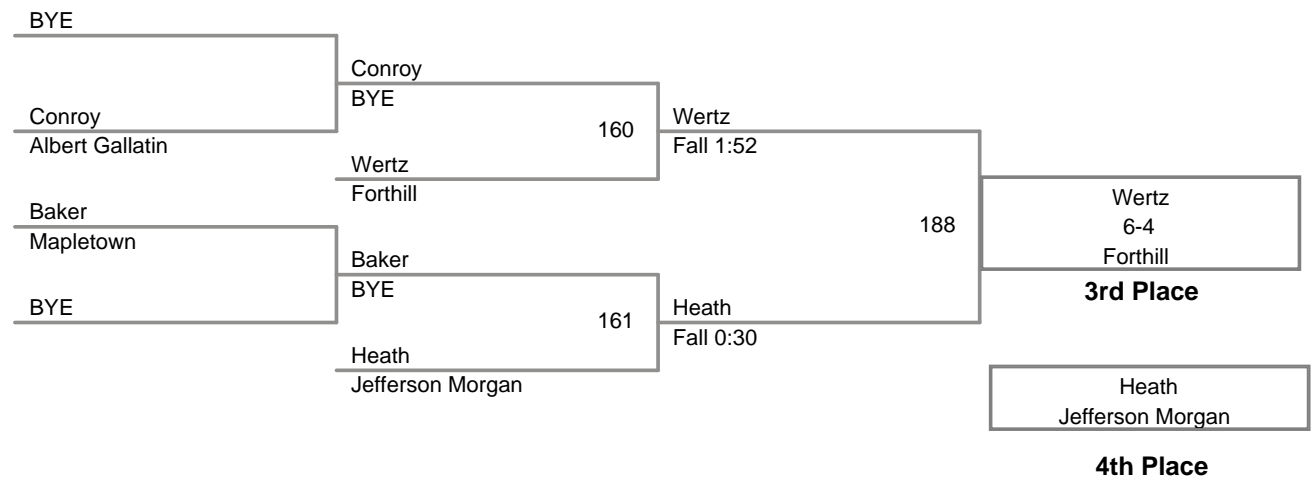 BYE
Conroy
Albert Gallatin
Baker
Mapletown
BYE
Conroy
BYE
160
Wertz
Forthill
Baker
BYE
161
Heath
Jefferson Morgan
Wertz
Fall 1:52
188
Heath
Fall 0:30
Wertz
6-4
Forthill
3rd Place
Heath
Jefferson Morgan
4th Place